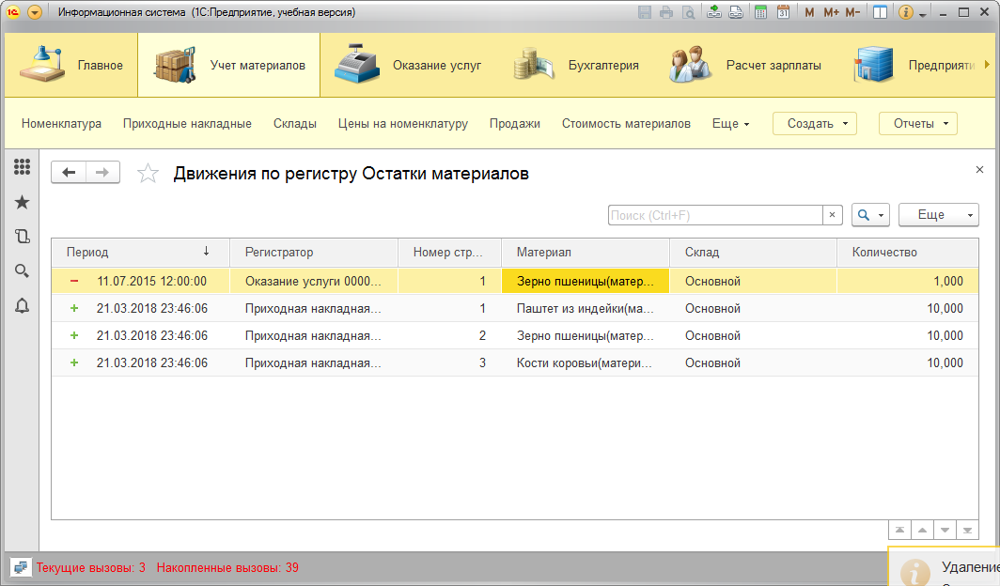 Информационная система (1С:Предприятие, учебная версия)
M M+ M-
Главное Учет материалов Оказание услуг Бухгалтерия Расчет зарплаты Предприяти
Номенклатура Приходные накладные Склады Цены на номенклатуру Продажи Стоимость материалов Еще Создать Отчеты
Движения по регистру Остатки материалов
Поиск (Ctrl+F) × Еще
Период ↓ Регистратор Номер стр... Материал Склад Количество
− 11.07.2015 12:00:00 Оказание услуги 0000... 1 Зерно пшеницы(матер... Основной 1,000
+ 21.03.2018 23:46:06 Приходная накладная... 1 Паштет из индейки(ма... Основной 10,000
+ 21.03.2018 23:46:06 Приходная накладная... 2 Зерно пшеницы(матер... Основной 10,000
+ 21.03.2018 23:46:06 Приходная накладная... 3 Кости коровьи(матери... Основной 10,000
Текущие вызовы: 3 Накопленные вызовы: 39
Удаление